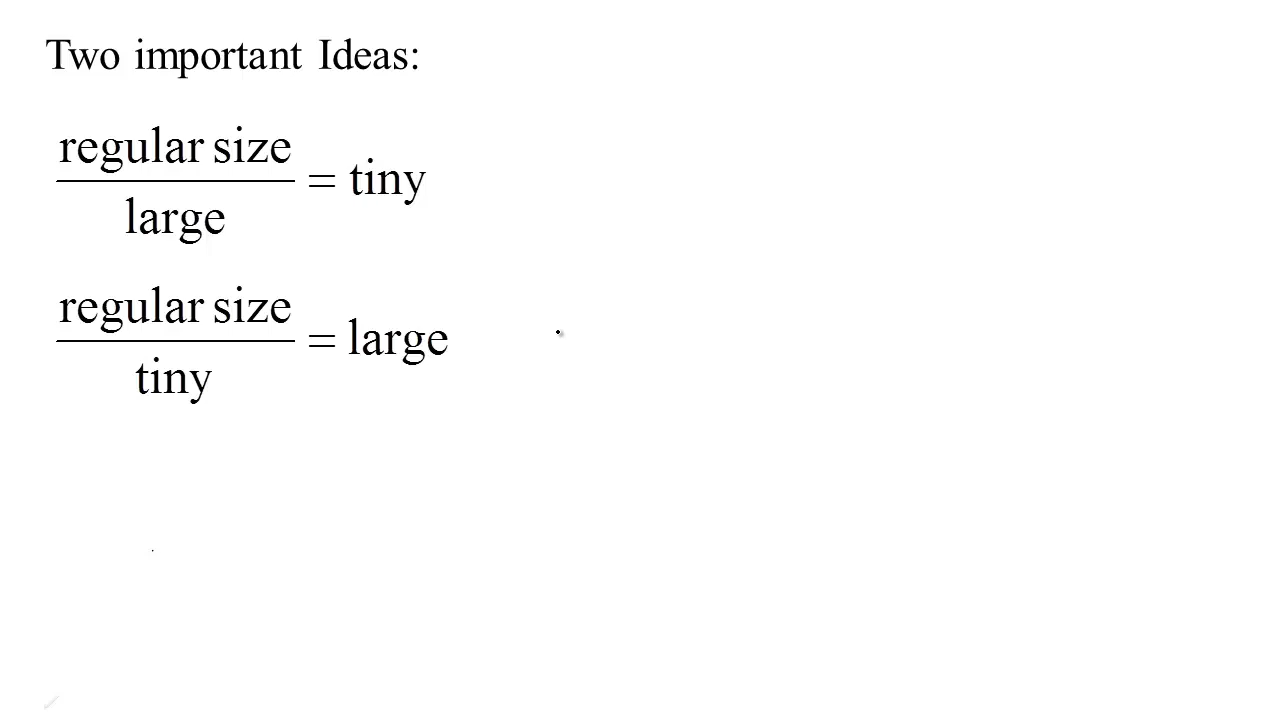 Two important Ideas:
regular size
large
= tiny
regular size
tiny
= large